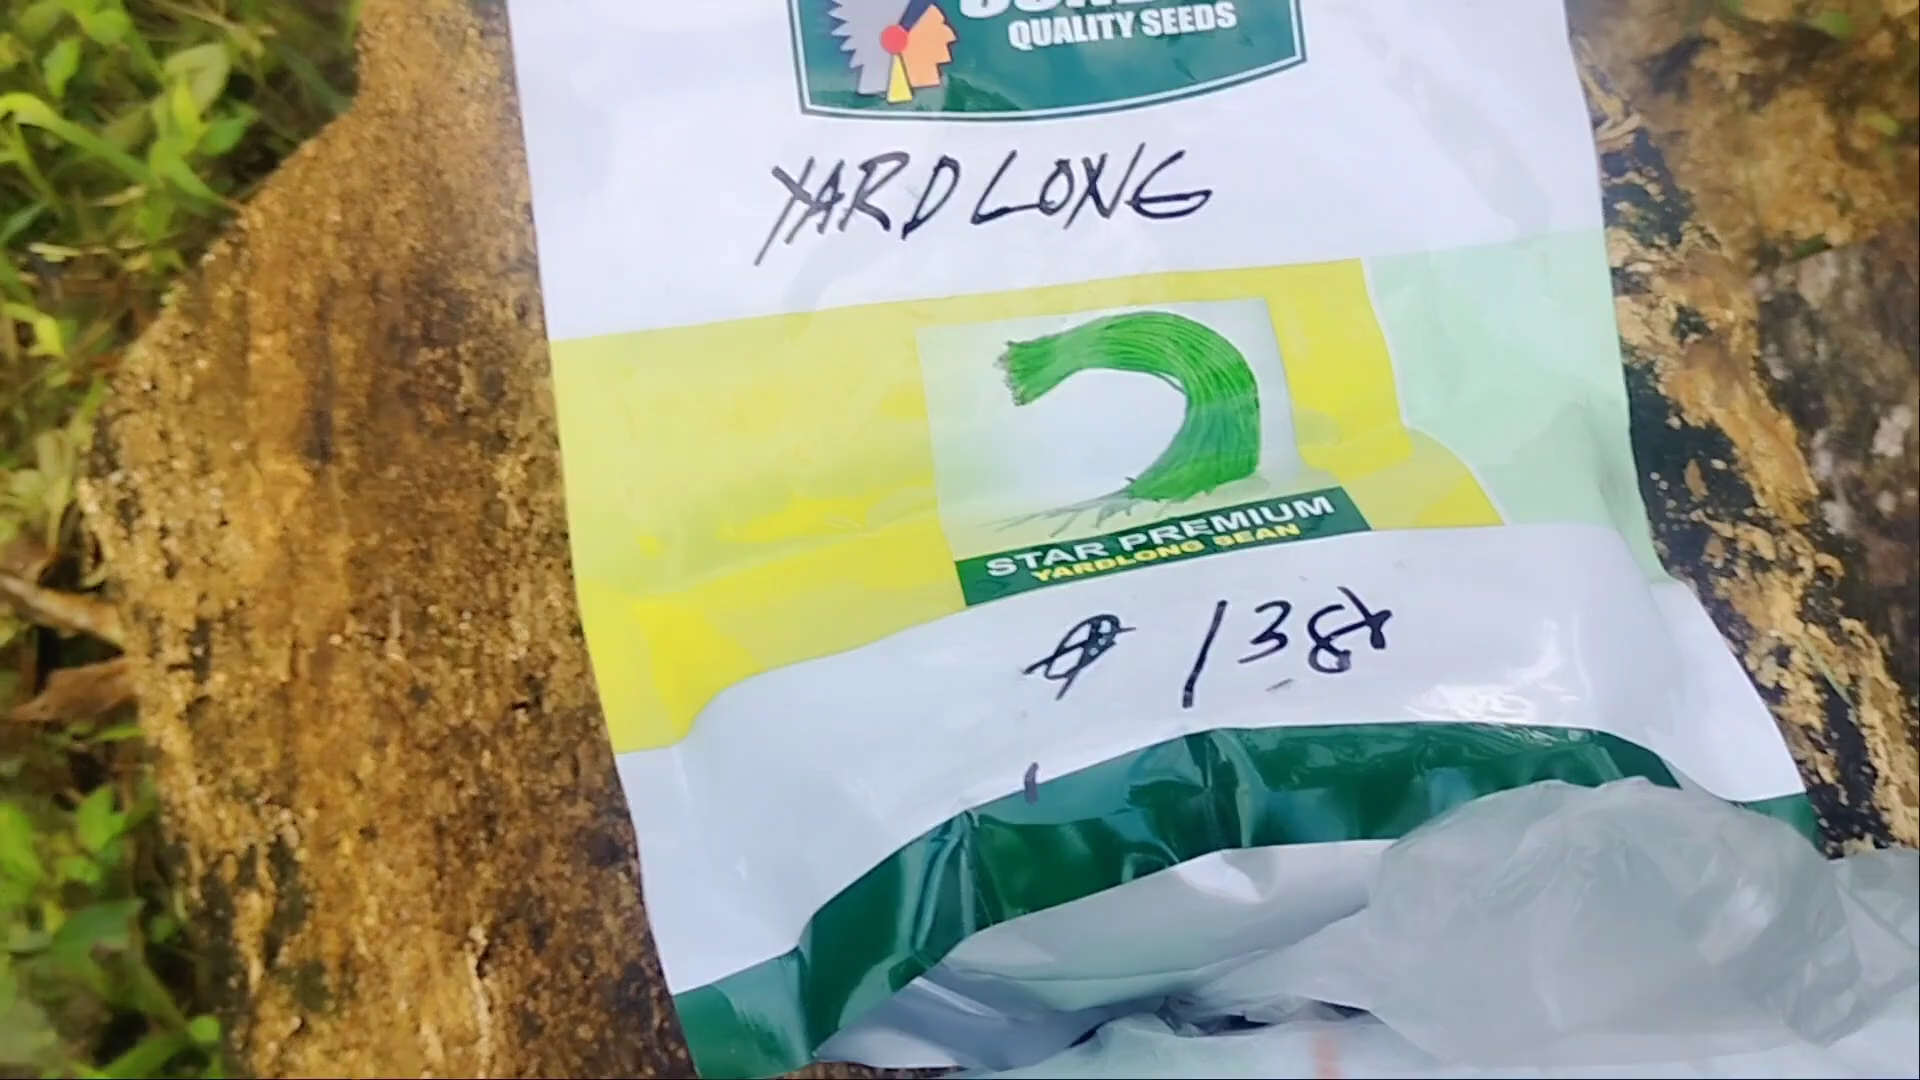 QUALITY SEEDS
YARDLONG
STAR PREMIUM
YARDLONG BEAN
138